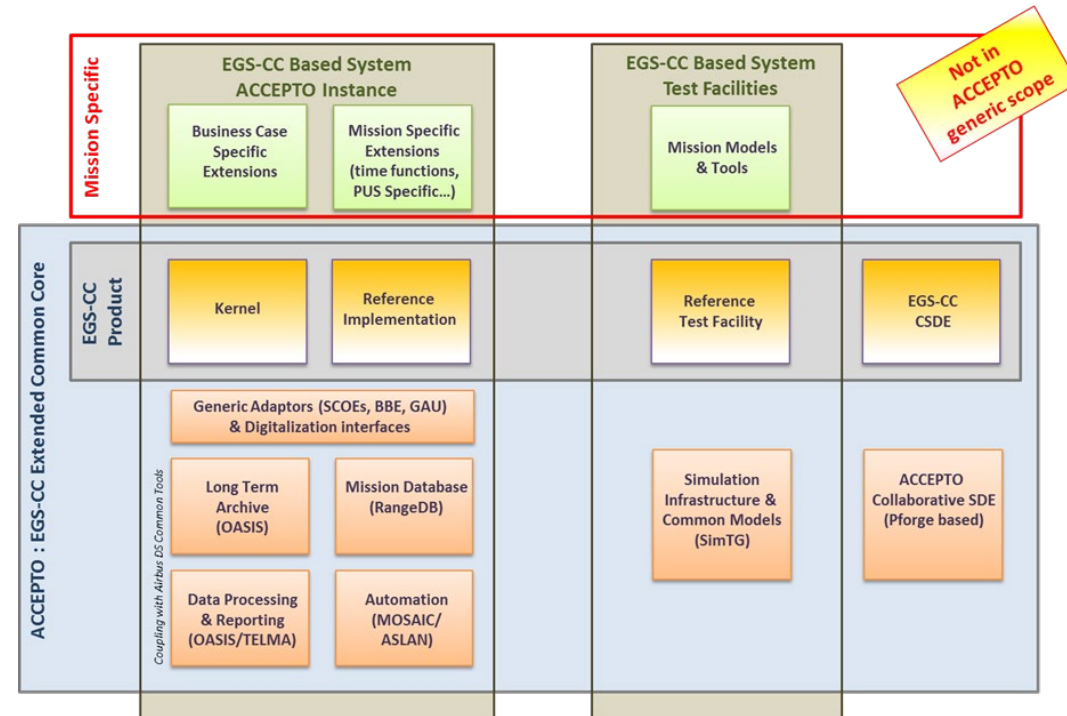 Mission Specific
EGS-CC Based System
ACCEPTO Instance
EGS-CC Based System
Test Facilities
Not in
ACCEPTO
generic scope
Business Case
Specific
Extensions
Mission Specific
Extensions
(time functions,
PUS Specific...)
Mission Models
& Tools
ACCEPTO : EGS-CC Extended Common Core
EGS-CC
Product
Kernel
Reference
Implementation
Reference
Test Facility
EGS-CC
CSDE
Generic Adaptors (SCOEs, BBE, GAU)
& Digitalization interfaces
Coupling with Airbus DS Common Tools
Long Term
Archive
(OASIS)
Mission Database
(RangeDB)
Simulation
Infrastructure &
Common Models
(SimTG)
ACCEPTO
Collaborative SDE
(Pforge based)
Data Processing
& Reporting
(OASIS/TELMA)
Automation
(MOSAIC/
ASLAN)